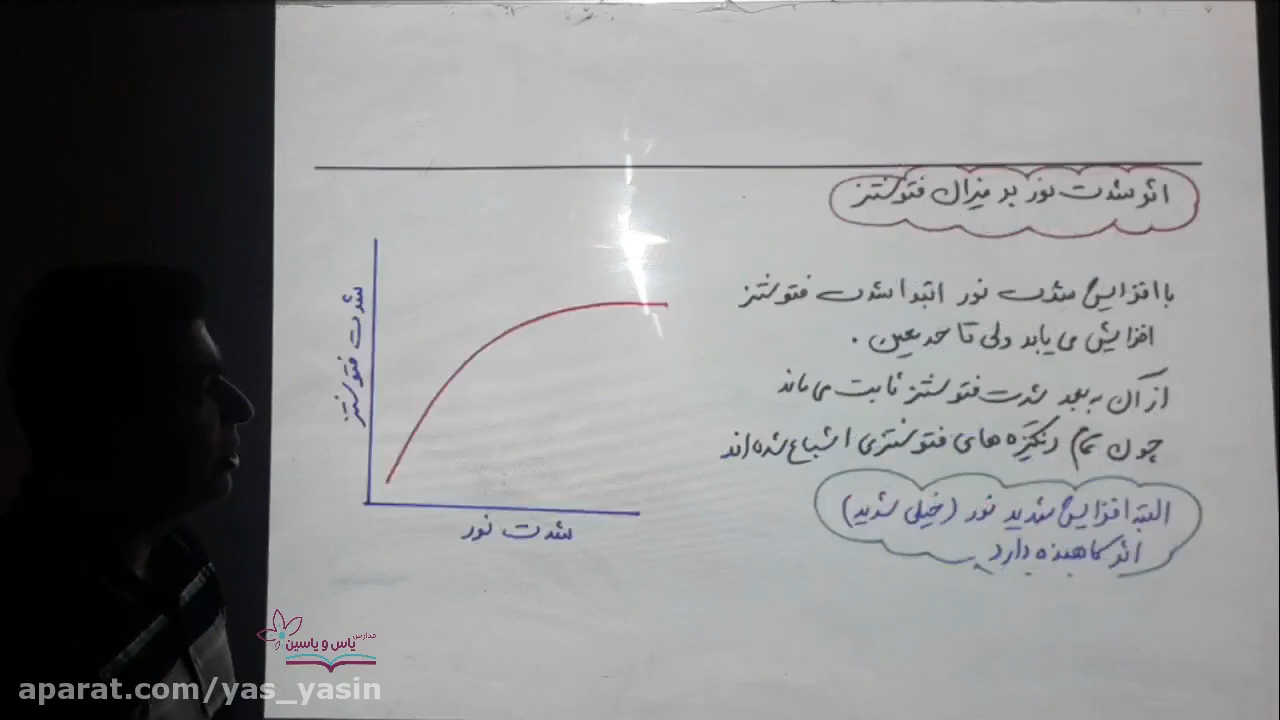 اثر شدت نور بر میزان فتوسنتز
با افزایش شدت نور ابتدا شدت فتوسنتز
افزایش می یابد ولی تا حد معین .
از آن به بعد شدت فتوسنتز ثابت می ماند
چون تمام رنگیزه های فتوسنتزی اشباع شده اند
البته افزایش شدید نور (خیلی شدید)
اثر کاهنده دارد
شدت فتوسنتز
شدت نور
مدارس
یاس و یاسین
aparat.com/yas_yasin